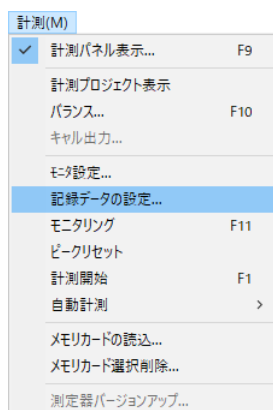 計測(M)
計測パネル表示... F9
計測プロジェクト表示
バランス... F10
キャル出力...
ﾓﾆﾀ設定...
記録データの設定...
モニタリング F11
ピークリセット
計測開始 F1
自動計測
メモリカードの読込...
メモリカード選択削除...
測定器バージョンアップ...